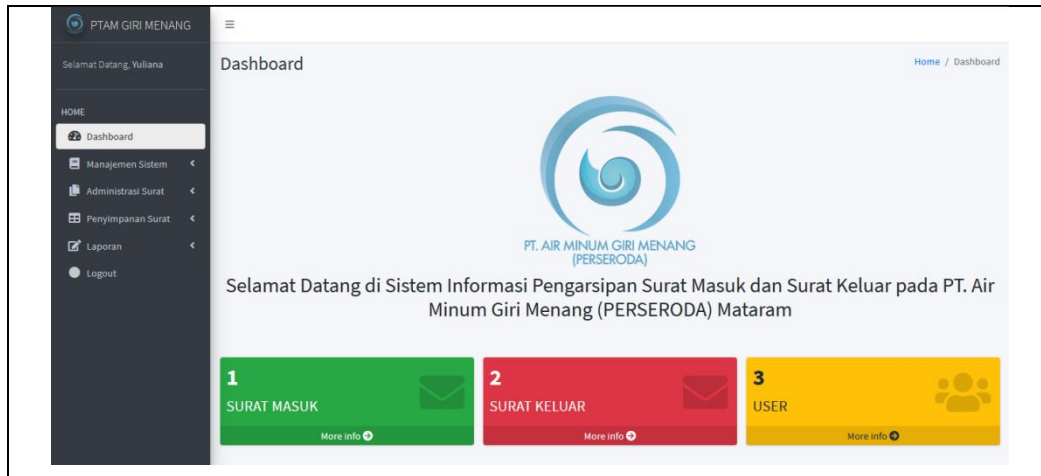 PTAM GIRI MENANG
Selamat Datang, Yuliana
HOME
Dashboard
Manajemen Sistem
Administrasi Surat
Penyimpanan Surat
Laporan
Logout
Dashboard
Home / Dashboard
PT. AIR MINUM GIRI MENANG
(PERSERODA)
Selamat Datang di Sistem Informasi Pengarsipan Surat Masuk dan Surat Keluar pada PT. Air
Minum Giri Menang (PERSERODA) Mataram
1
SURAT MASUK
More info
2
SURAT KELUAR
More info
3
USER
More info